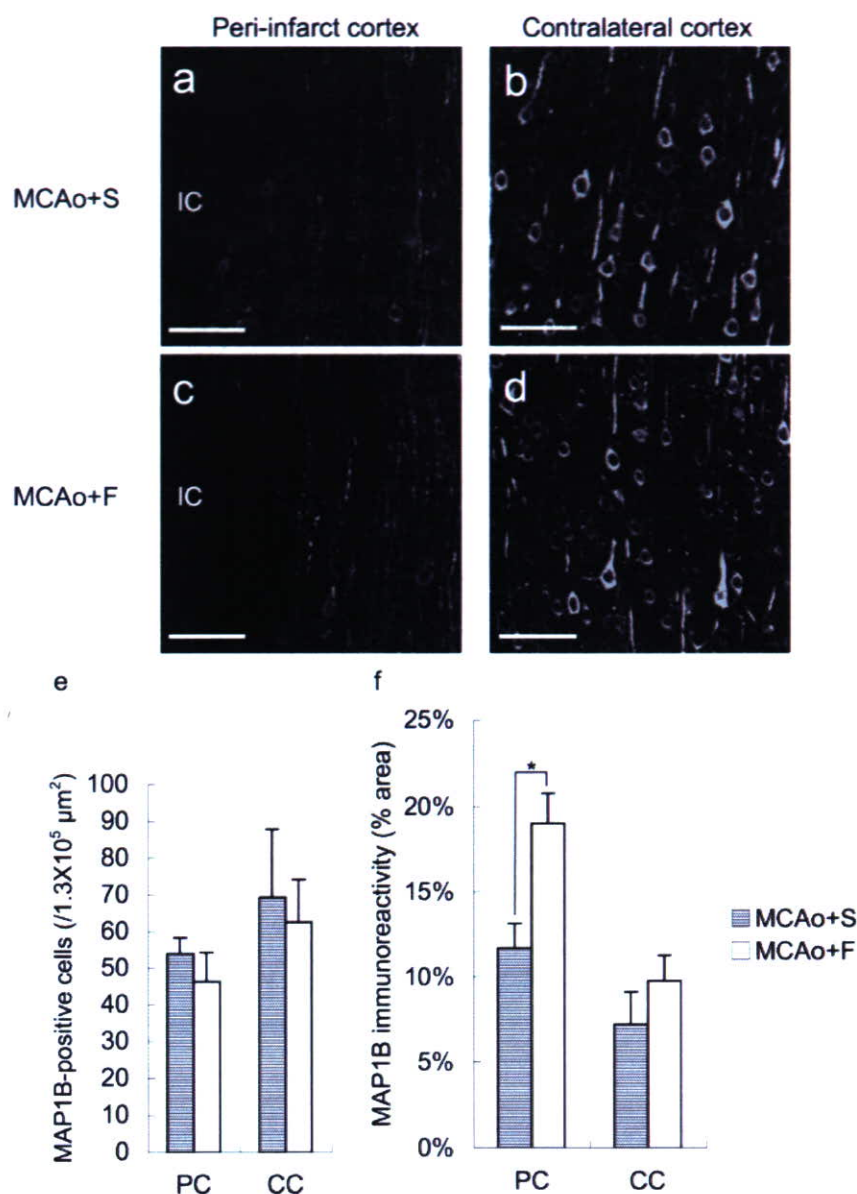 Peri-infarct cortex
Contralateral cortex
a
b
MCAo+S
IC
c
d
MCAo+F
IC
e
f
MAP1B-positive cells (/1.3X10⁵ µm²)
100
90
80
70
60
50
40
30
20
10
0
PC
CC
MAP1B immunoreactivity (% area)
25%
20%
15%
10%
5%
0%
*
PC
CC
MCAo+S
MCAo+F